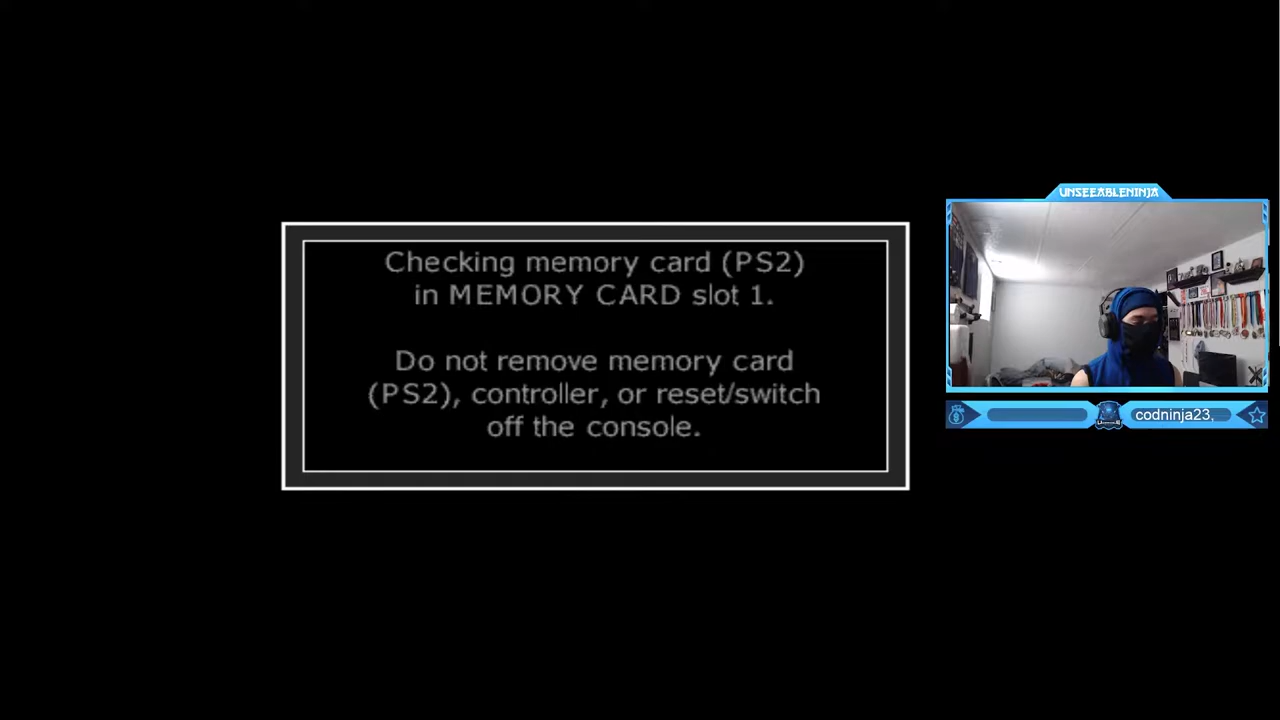 Checking memory card (PS2)
in MEMORY CARD slot 1.
Do not remove memory card
(PS2), controller, or reset/switch
off the console.
UNSEEABLENINJA
codninja23,